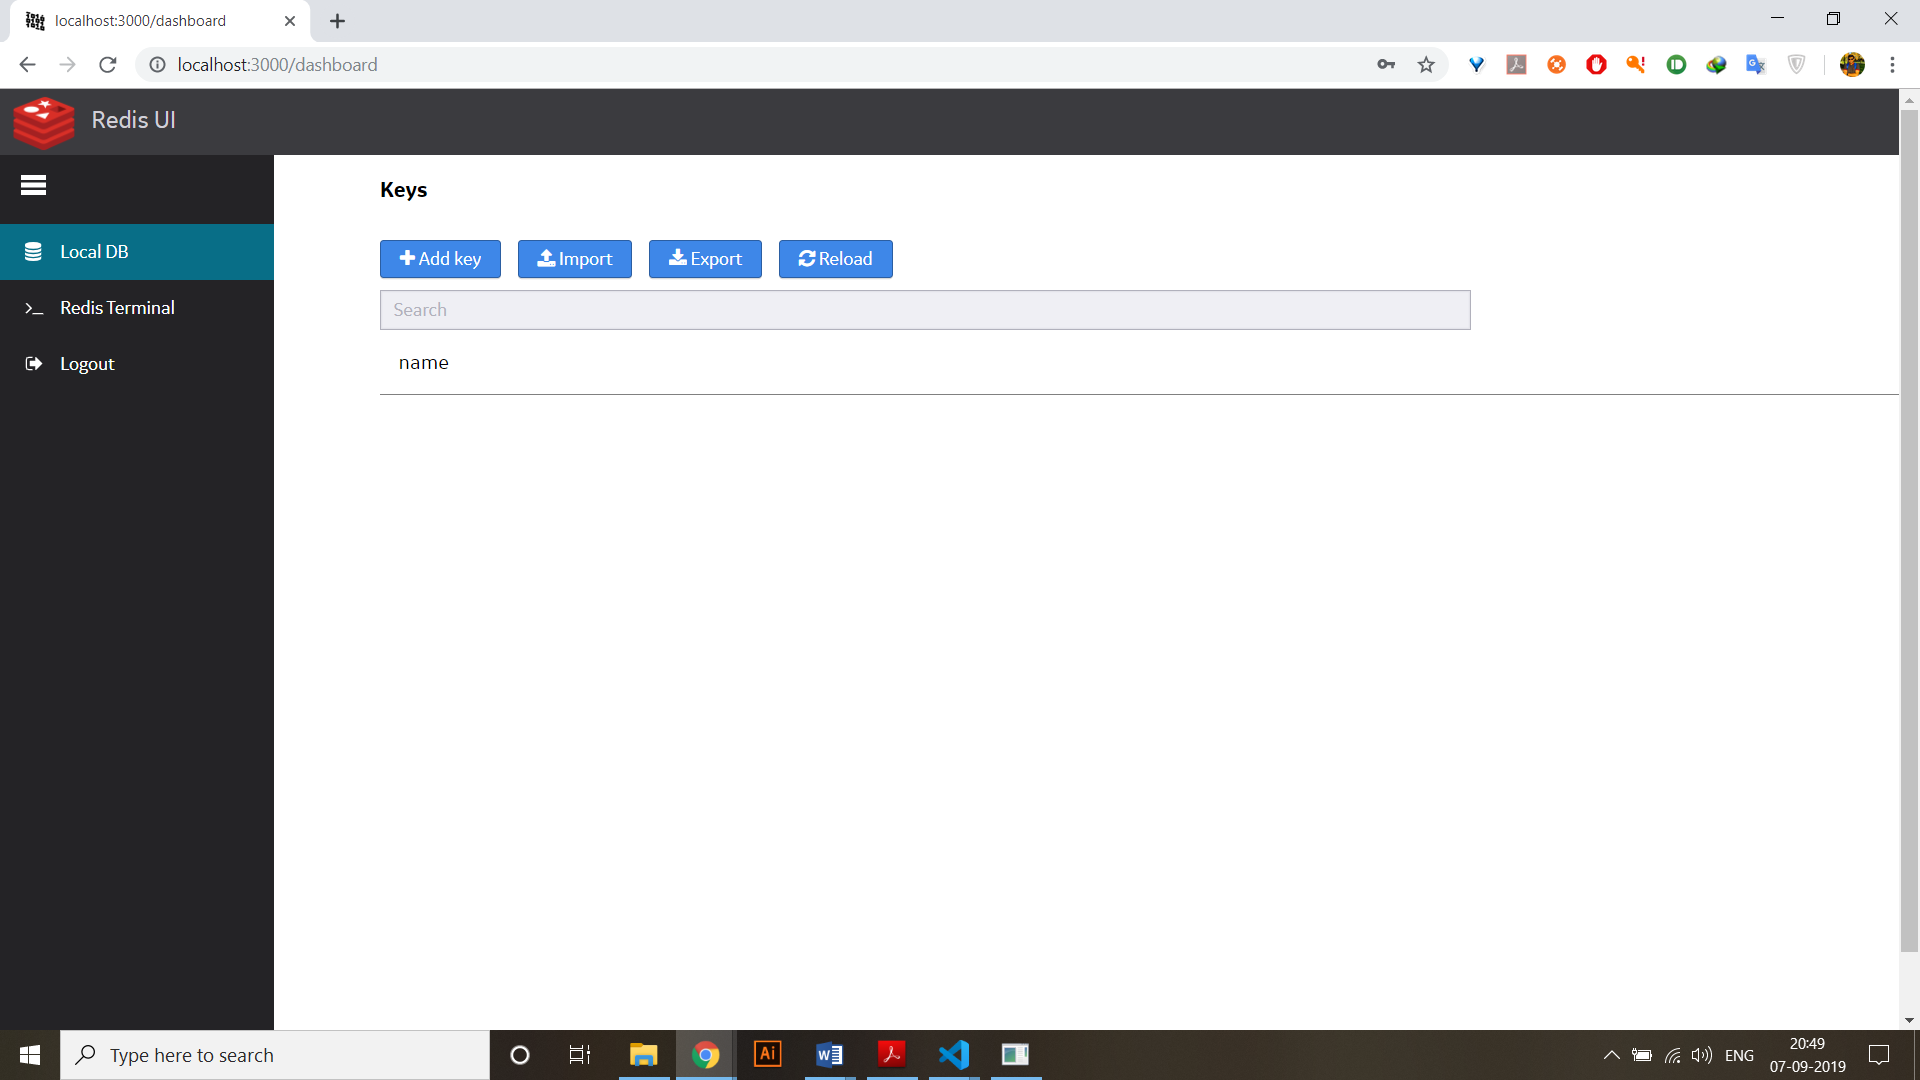 localhost:3000/dashboard
localhost:3000/dashboard
Redis UI
Keys
Local DB
Redis Terminal
Logout
Add key Import Export Reload
Search
name
Type here to search
Ai
ENG
20:49
07-09-2019